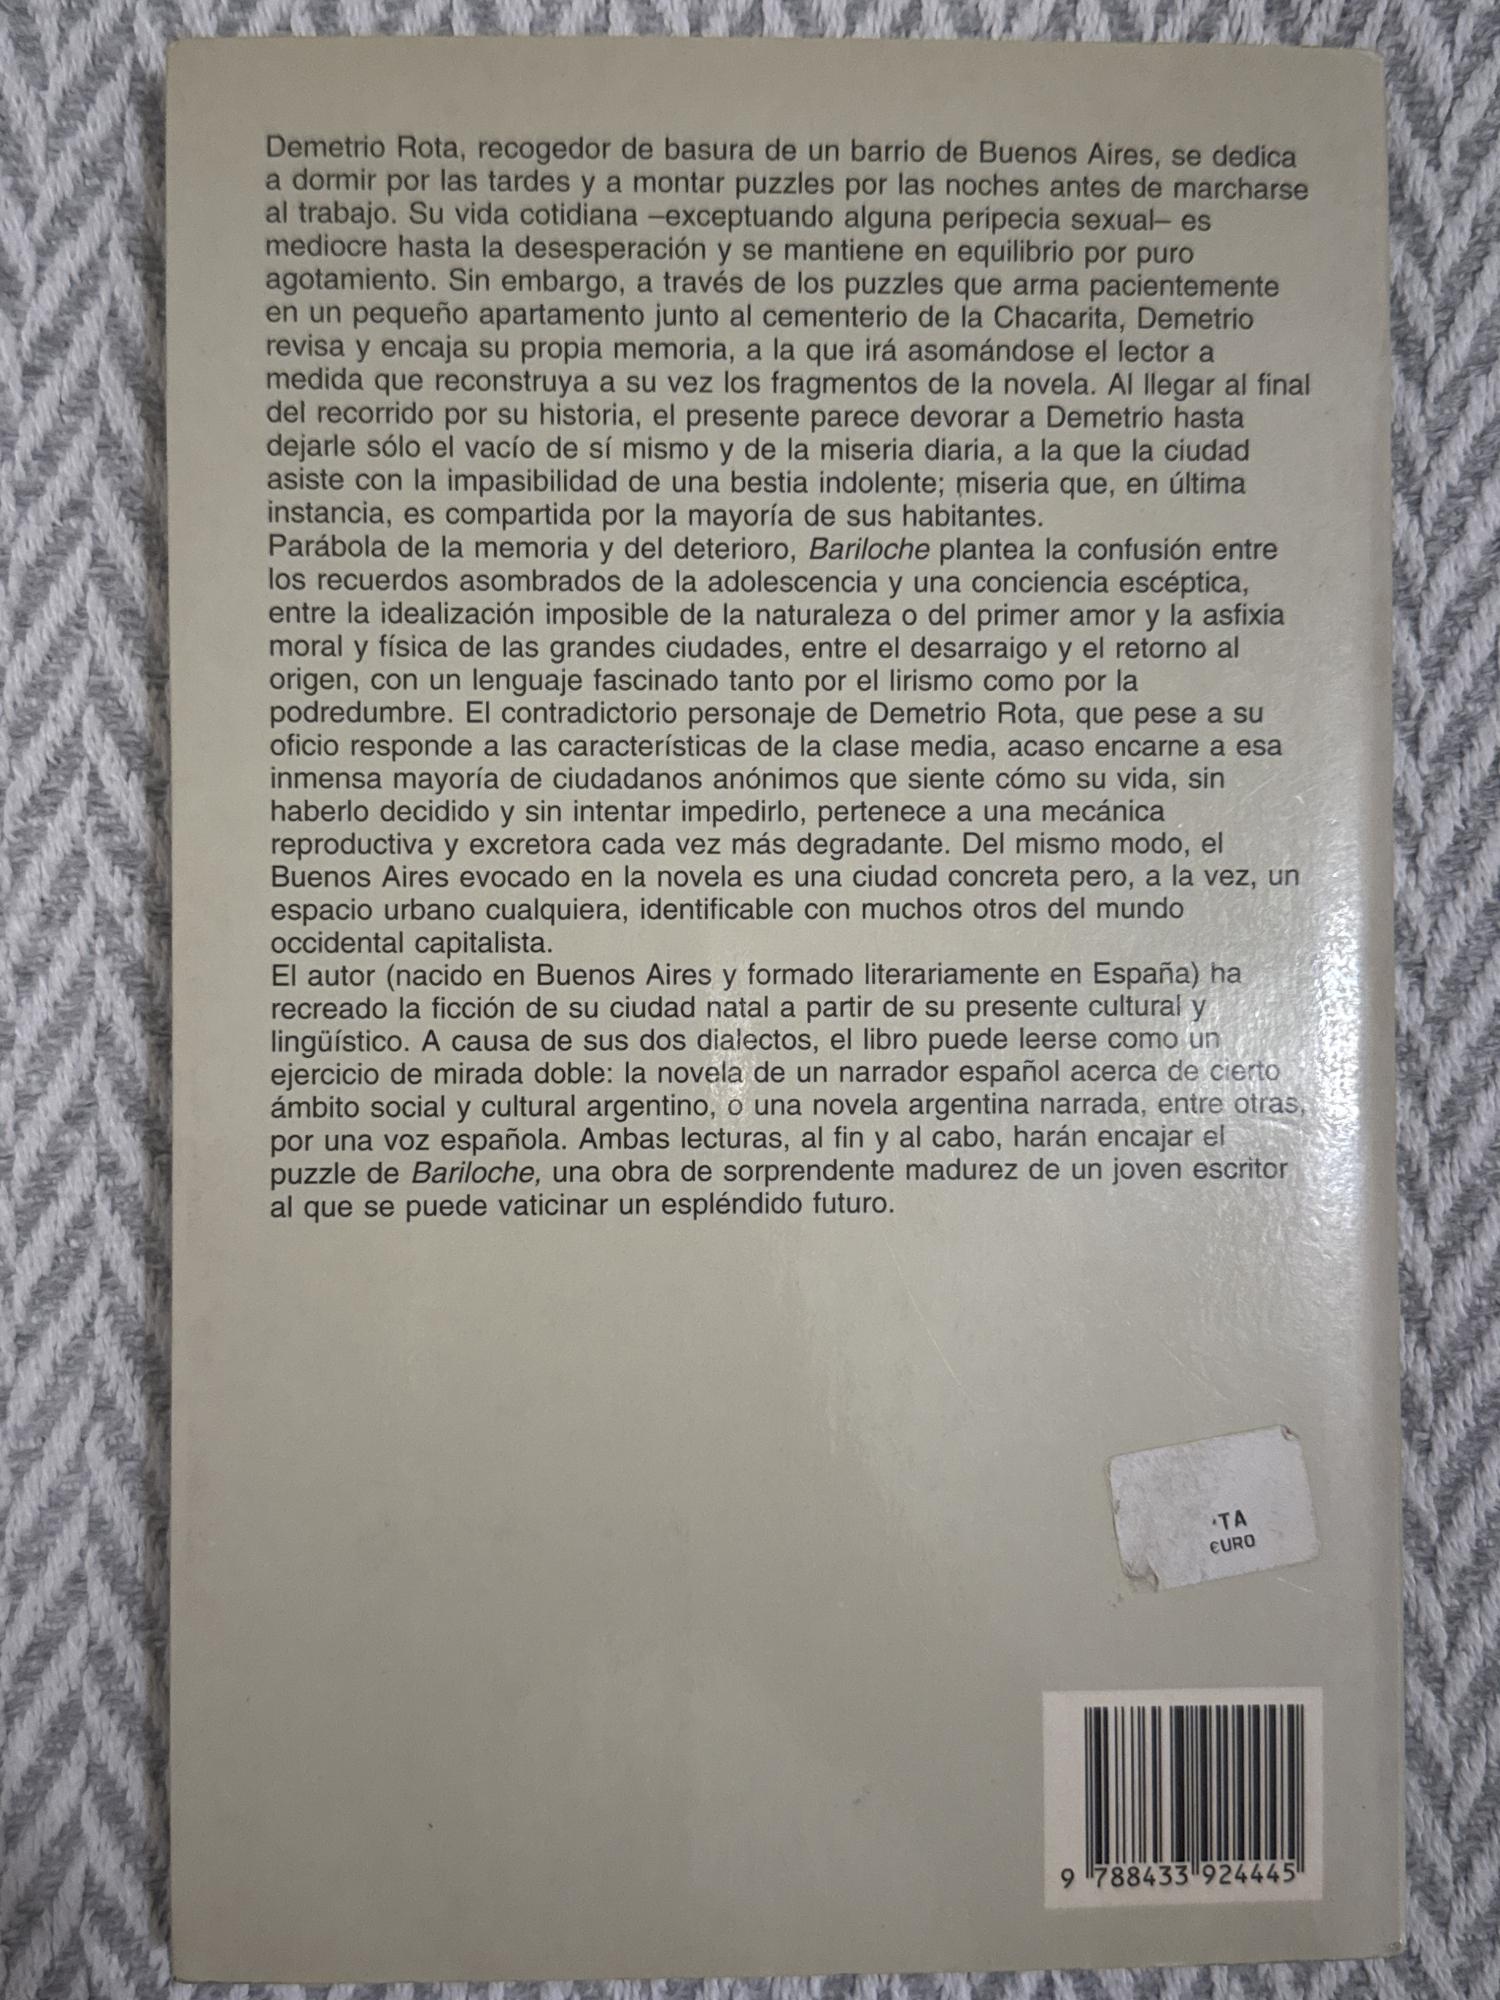 Demetrio Rota, recogedor de basura de un barrio de Buenos Aires, se dedica
a dormir por las tardes y a montar puzzles por las noches antes de marcharse
al trabajo. Su vida cotidiana –exceptuando alguna peripecia sexual– es
mediocre hasta la desesperación y se mantiene en equilibrio por puro
agotamiento. Sin embargo, a través de los puzzles que arma pacientemente
en un pequeño apartamento junto al cementerio de la Chacarita, Demetrio
revisa y encaja su propia memoria, a la que irá asomándose el lector a
medida que reconstruya a su vez los fragmentos de la novela. Al llegar al final
del recorrido por su historia, el presente parece devorar a Demetrio hasta
dejarle sólo el vacío de sí mismo y de la miseria diaria, a la que la ciudad
asiste con la impasibilidad de una bestia indolente; miseria que, en última
instancia, es compartida por la mayoría de sus habitantes.
Parábola de la memoria y del deterioro, Bariloche plantea la confusión entre
los recuerdos asombrados de la adolescencia y una conciencia escéptica,
entre la idealización imposible de la naturaleza o del primer amor y la asfixia
moral y física de las grandes ciudades, entre el desarraigo y el retorno al
origen, con un lenguaje fascinado tanto por el lirismo como por la
podredumbre. El contradictorio personaje de Demetrio Rota, que pese a su
oficio responde a las características de la clase media, acaso encarne a esa
inmensa mayoría de ciudadanos anónimos que siente cómo su vida, sin
haberlo decidido y sin intentar impedirlo, pertenece a una mecánica
reproductiva y excretora cada vez más degradante. Del mismo modo, el
Buenos Aires evocado en la novela es una ciudad concreta pero, a la vez, un
espacio urbano cualquiera, identificable con muchos otros del mundo
occidental capitalista.
El autor (nacido en Buenos Aires y formado literariamente en España) ha
recreado la ficción de su ciudad natal a partir de su presente cultural y
lingüístico. A causa de sus dos dialectos, el libro puede leerse como un
ejercicio de mirada doble: la novela de un narrador español acerca de cierto
ámbito social y cultural argentino, o una novela argentina narrada, entre otras,
por una voz española. Ambas lecturas, al fin y al cabo, harán encajar el
puzzle de Bariloche, una obra de sorprendente madurez de un joven escritor
al que se puede vaticinar un espléndido futuro.
TA
€URO
9 788433 924445